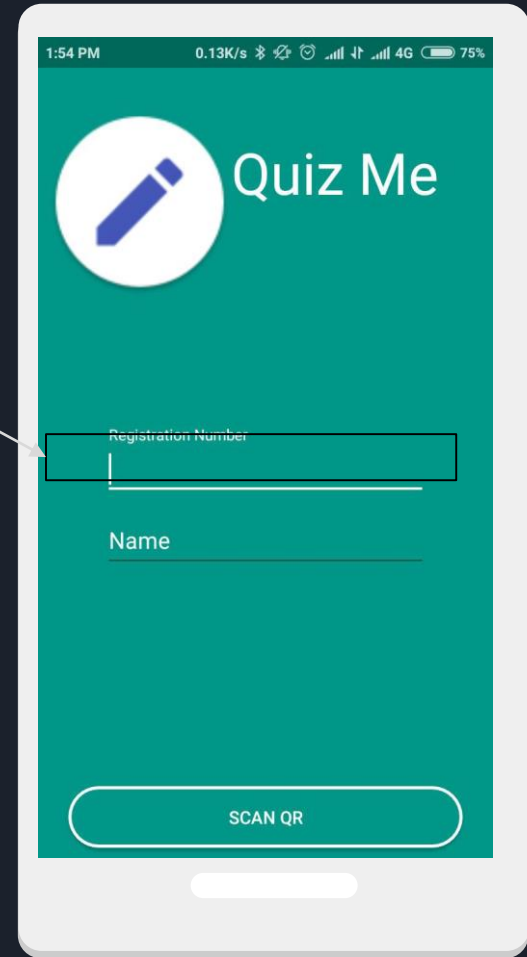 1:54 PM 0.13K/s 4G 75%
Quiz Me
Registration Number
Name
SCAN QR